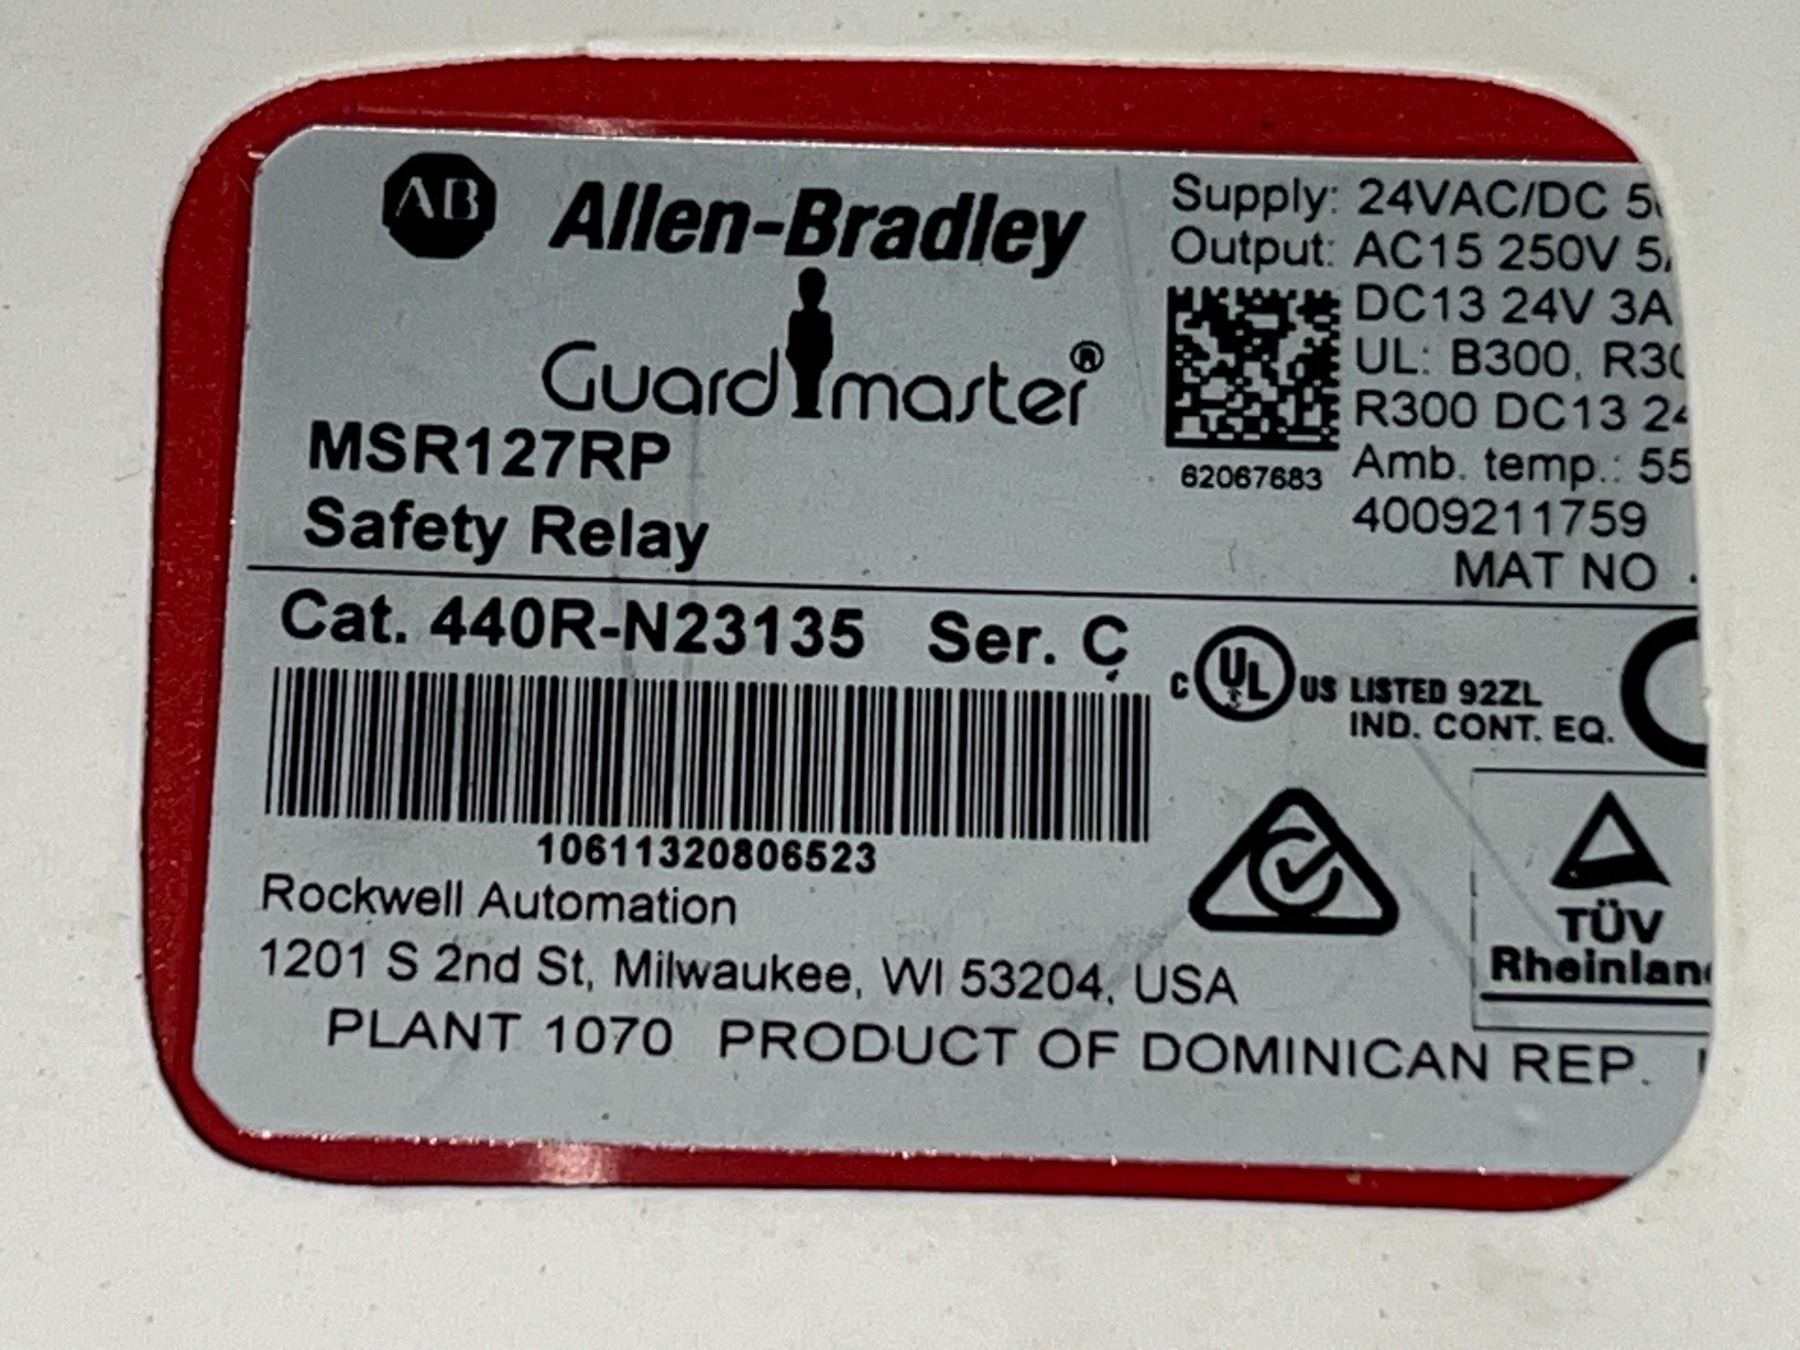 AB Allen-Bradley
Guardmaster®
MSR127RP
Safety Relay
Supply: 24VAC/DC
Output: AC15 250V
DC13 24V 3A
UL: B300,
R300 DC13
62067683
Amb. temp.: 55
4009211759
MAT NO
Cat. 440R-N23135 Ser. C
10611320806523
C UL US LISTED 92ZL
IND. CONT. EQ.
TÜV
Rockwell Automation
1201 S 2nd St, Milwaukee, WI 53204, USA
PLANT 1070 PRODUCT OF DOMINICAN REP.